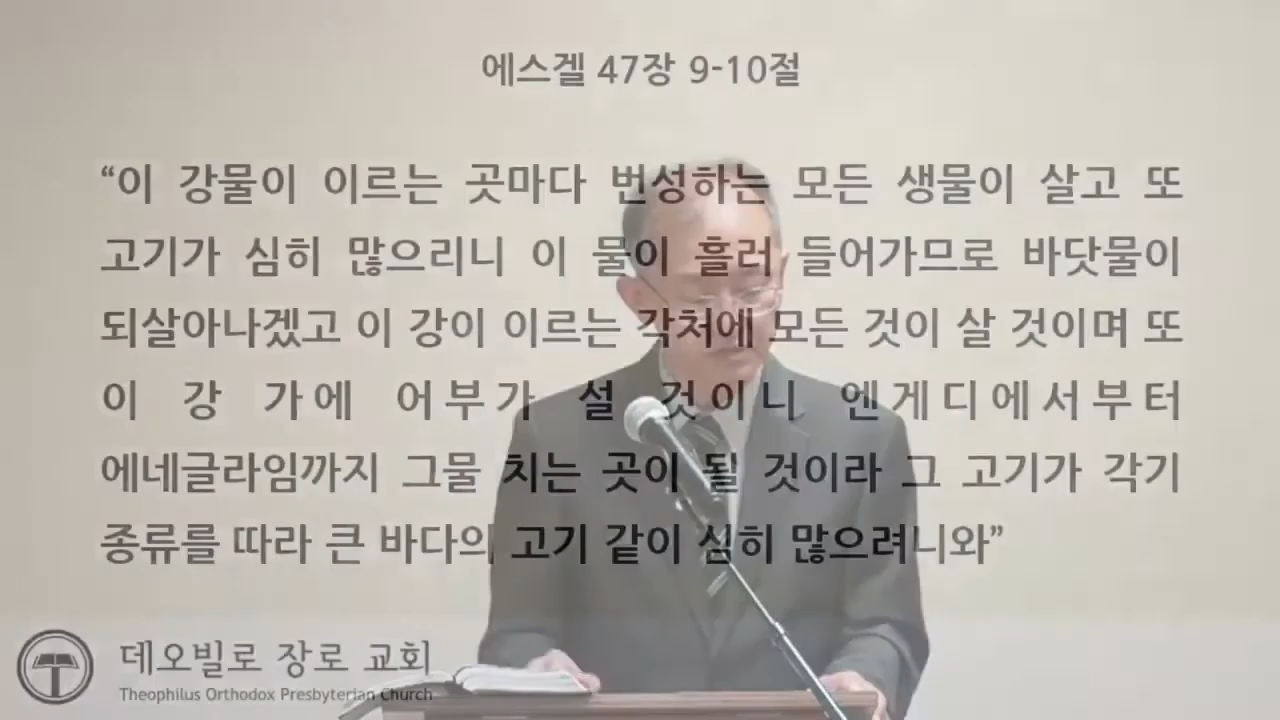 에스겔 47장 9-10절
“이 강물이 이르는 곳마다 번성하는 모든 생물이 살고 또
고기가 심히 많으리니 이 물이 흘러 들어가므로 바닷물이
되살아나겠고 이 강이 이르는 각처에 모든 것이 살 것이며 또
이 강 가에 어부가 설 것이니 엔게디에서부터
에네글라임까지 그물 치는 곳이 될 것이라 그 고기가 각기
종류를 따라 큰 바다의 고기 같이 심히 많으려니와”
데오빌로 장로 교회
Theophilus Orthodox Presbyterian Church